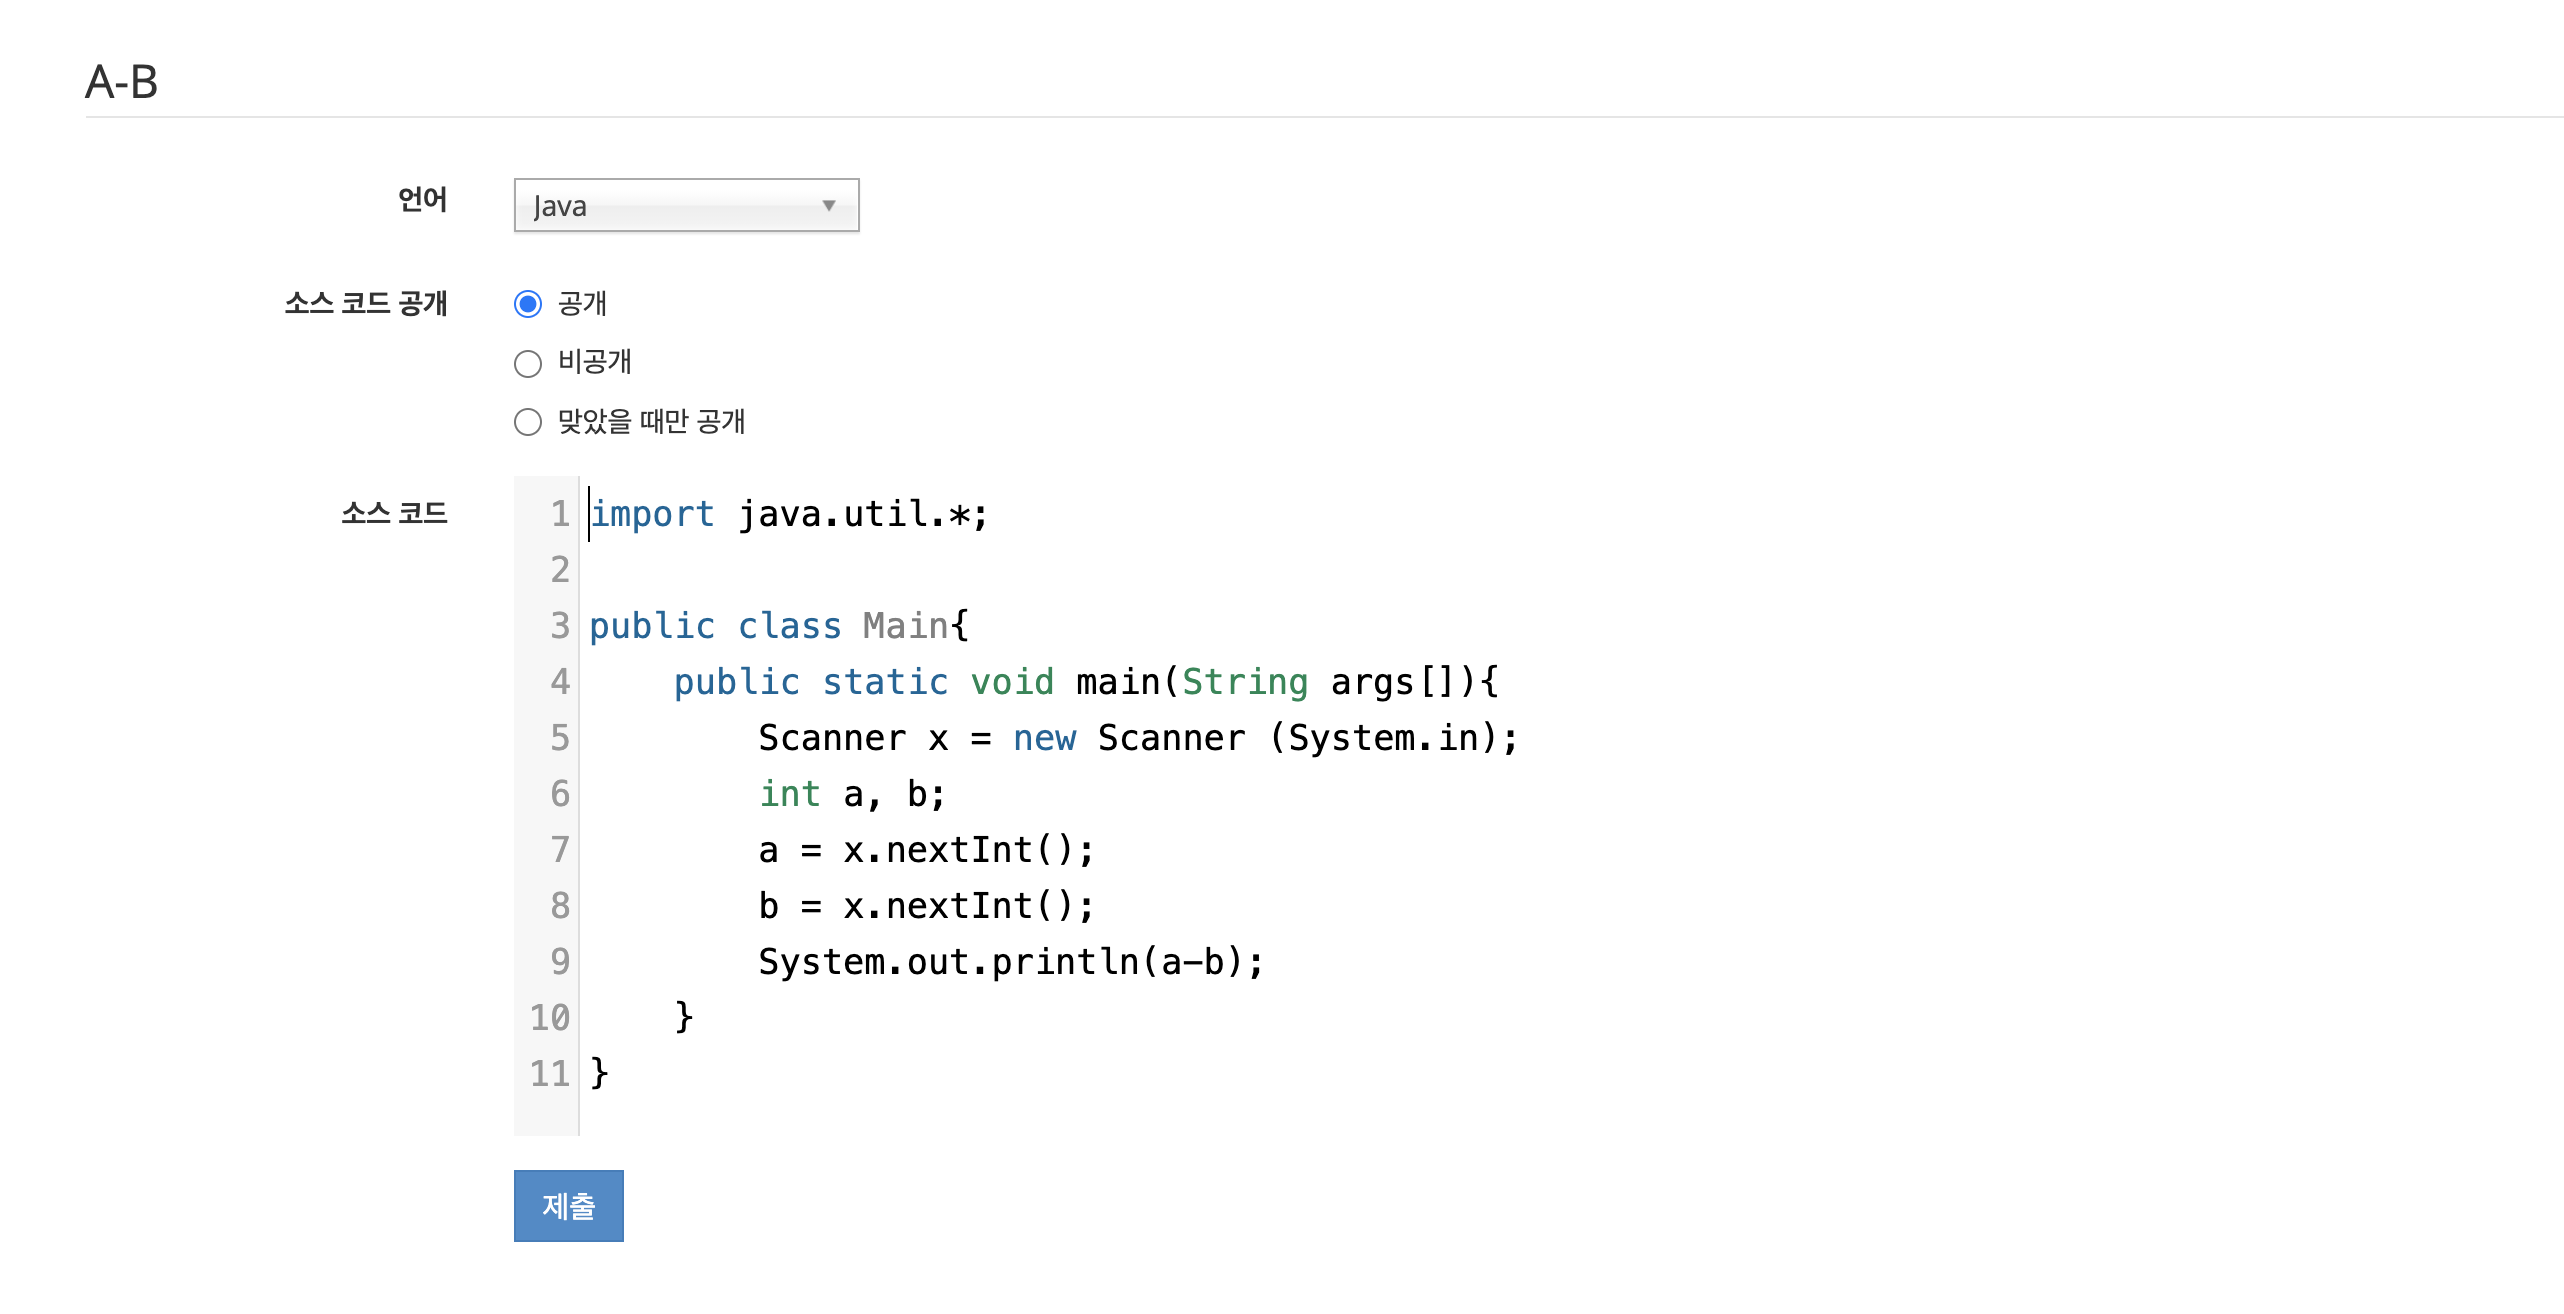 A-B
언어 Java
소스 코드 공개 공개
비공개
맞았을 때만 공개
소스 코드
1 import java.util.*;
2
3 public class Main{
4     public static void main(String args[]){
5         Scanner x = new Scanner (System.in);
6         int a, b;
7         a = x.nextInt();
8         b = x.nextInt();
9         System.out.println(a-b);
10     }
11 }
제출